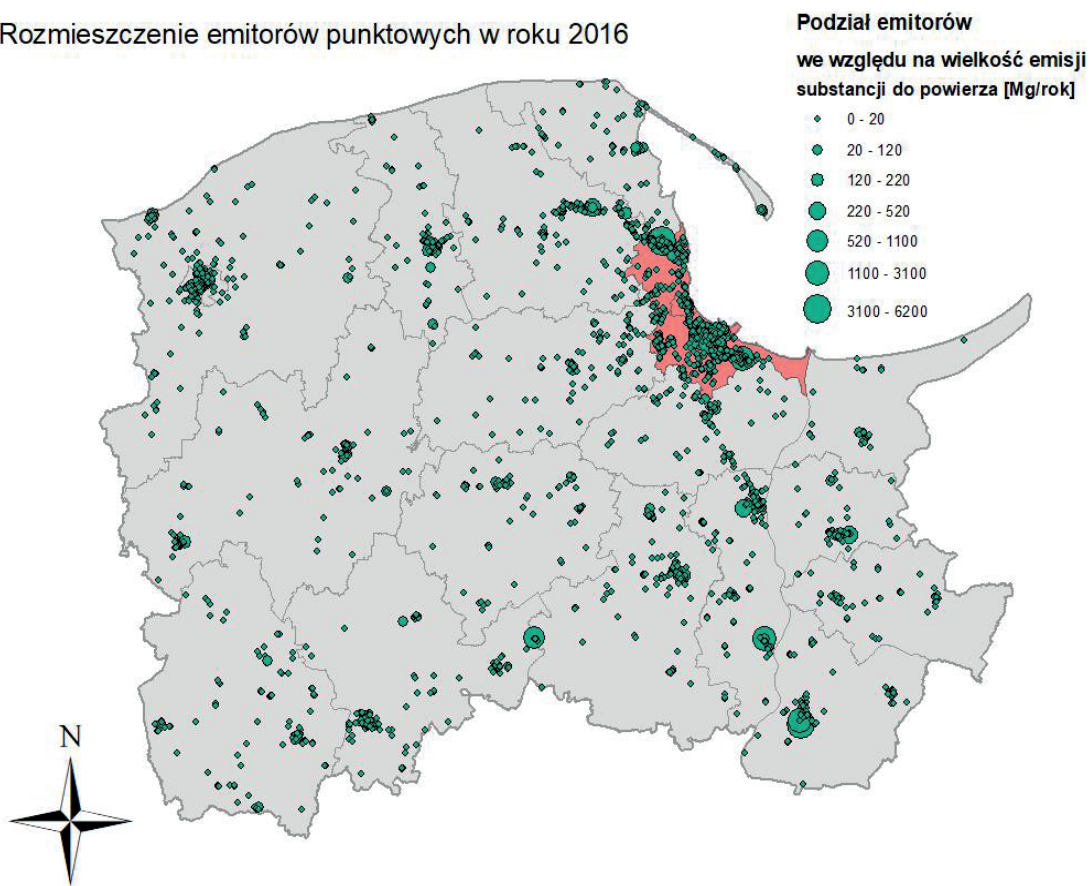 Rozmieszczenie emitorów punktowych w roku 2016
Podział emitorów
we względu na wielkość emisji
substancji do powierza [Mg/rok]
0 - 20
20 - 120
120 - 220
220 - 520
520 - 1100
1100 - 3100
3100 - 6200
N